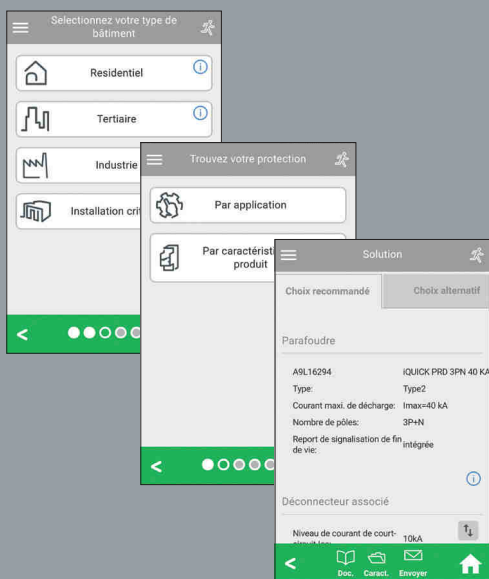 Selectionnez votre type de
bâtiment
Residentiel
Tertiaire
Industrie
Installation crit
Trouvez votre protection
Par application
Par caractéristi
produit
Solution
Choix recommandé
Choix alternatif
Parafoudre
A9L16294 iQUICK PRD 3PN 40 KA
Type: Type2
Courant maxi. de décharge: Imax=40 kA
Nombre de pôles: 3P+N
Report de signalisation de fin
de vie: intégrée
Déconnecteur associé
Niveau de courant de court-
10kA
Doc. Caract. Envoyer